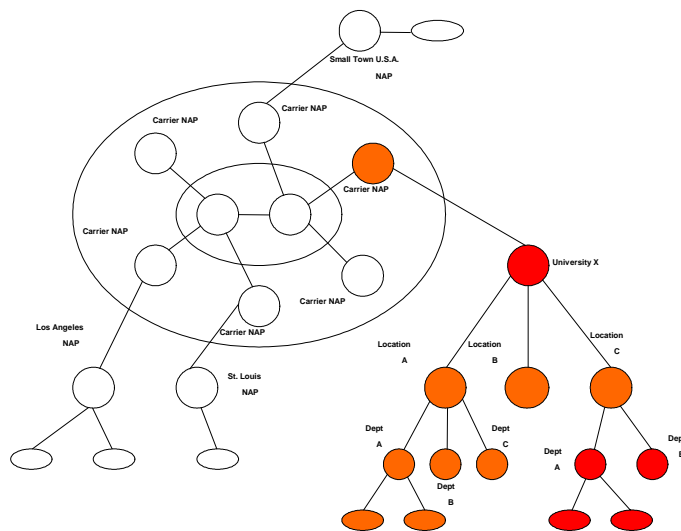 Small Town U.S.A.
NAP
Carrier NAP
Carrier NAP
Carrier NAP
Carrier NAP
University X
Carrier NAP
Los Angeles
NAP
Carrier NAP
Location
A
Location
B
Location
C
St. Louis
NAP
Dept
A
Dept
C
Dept
B
Dept
A
Dept